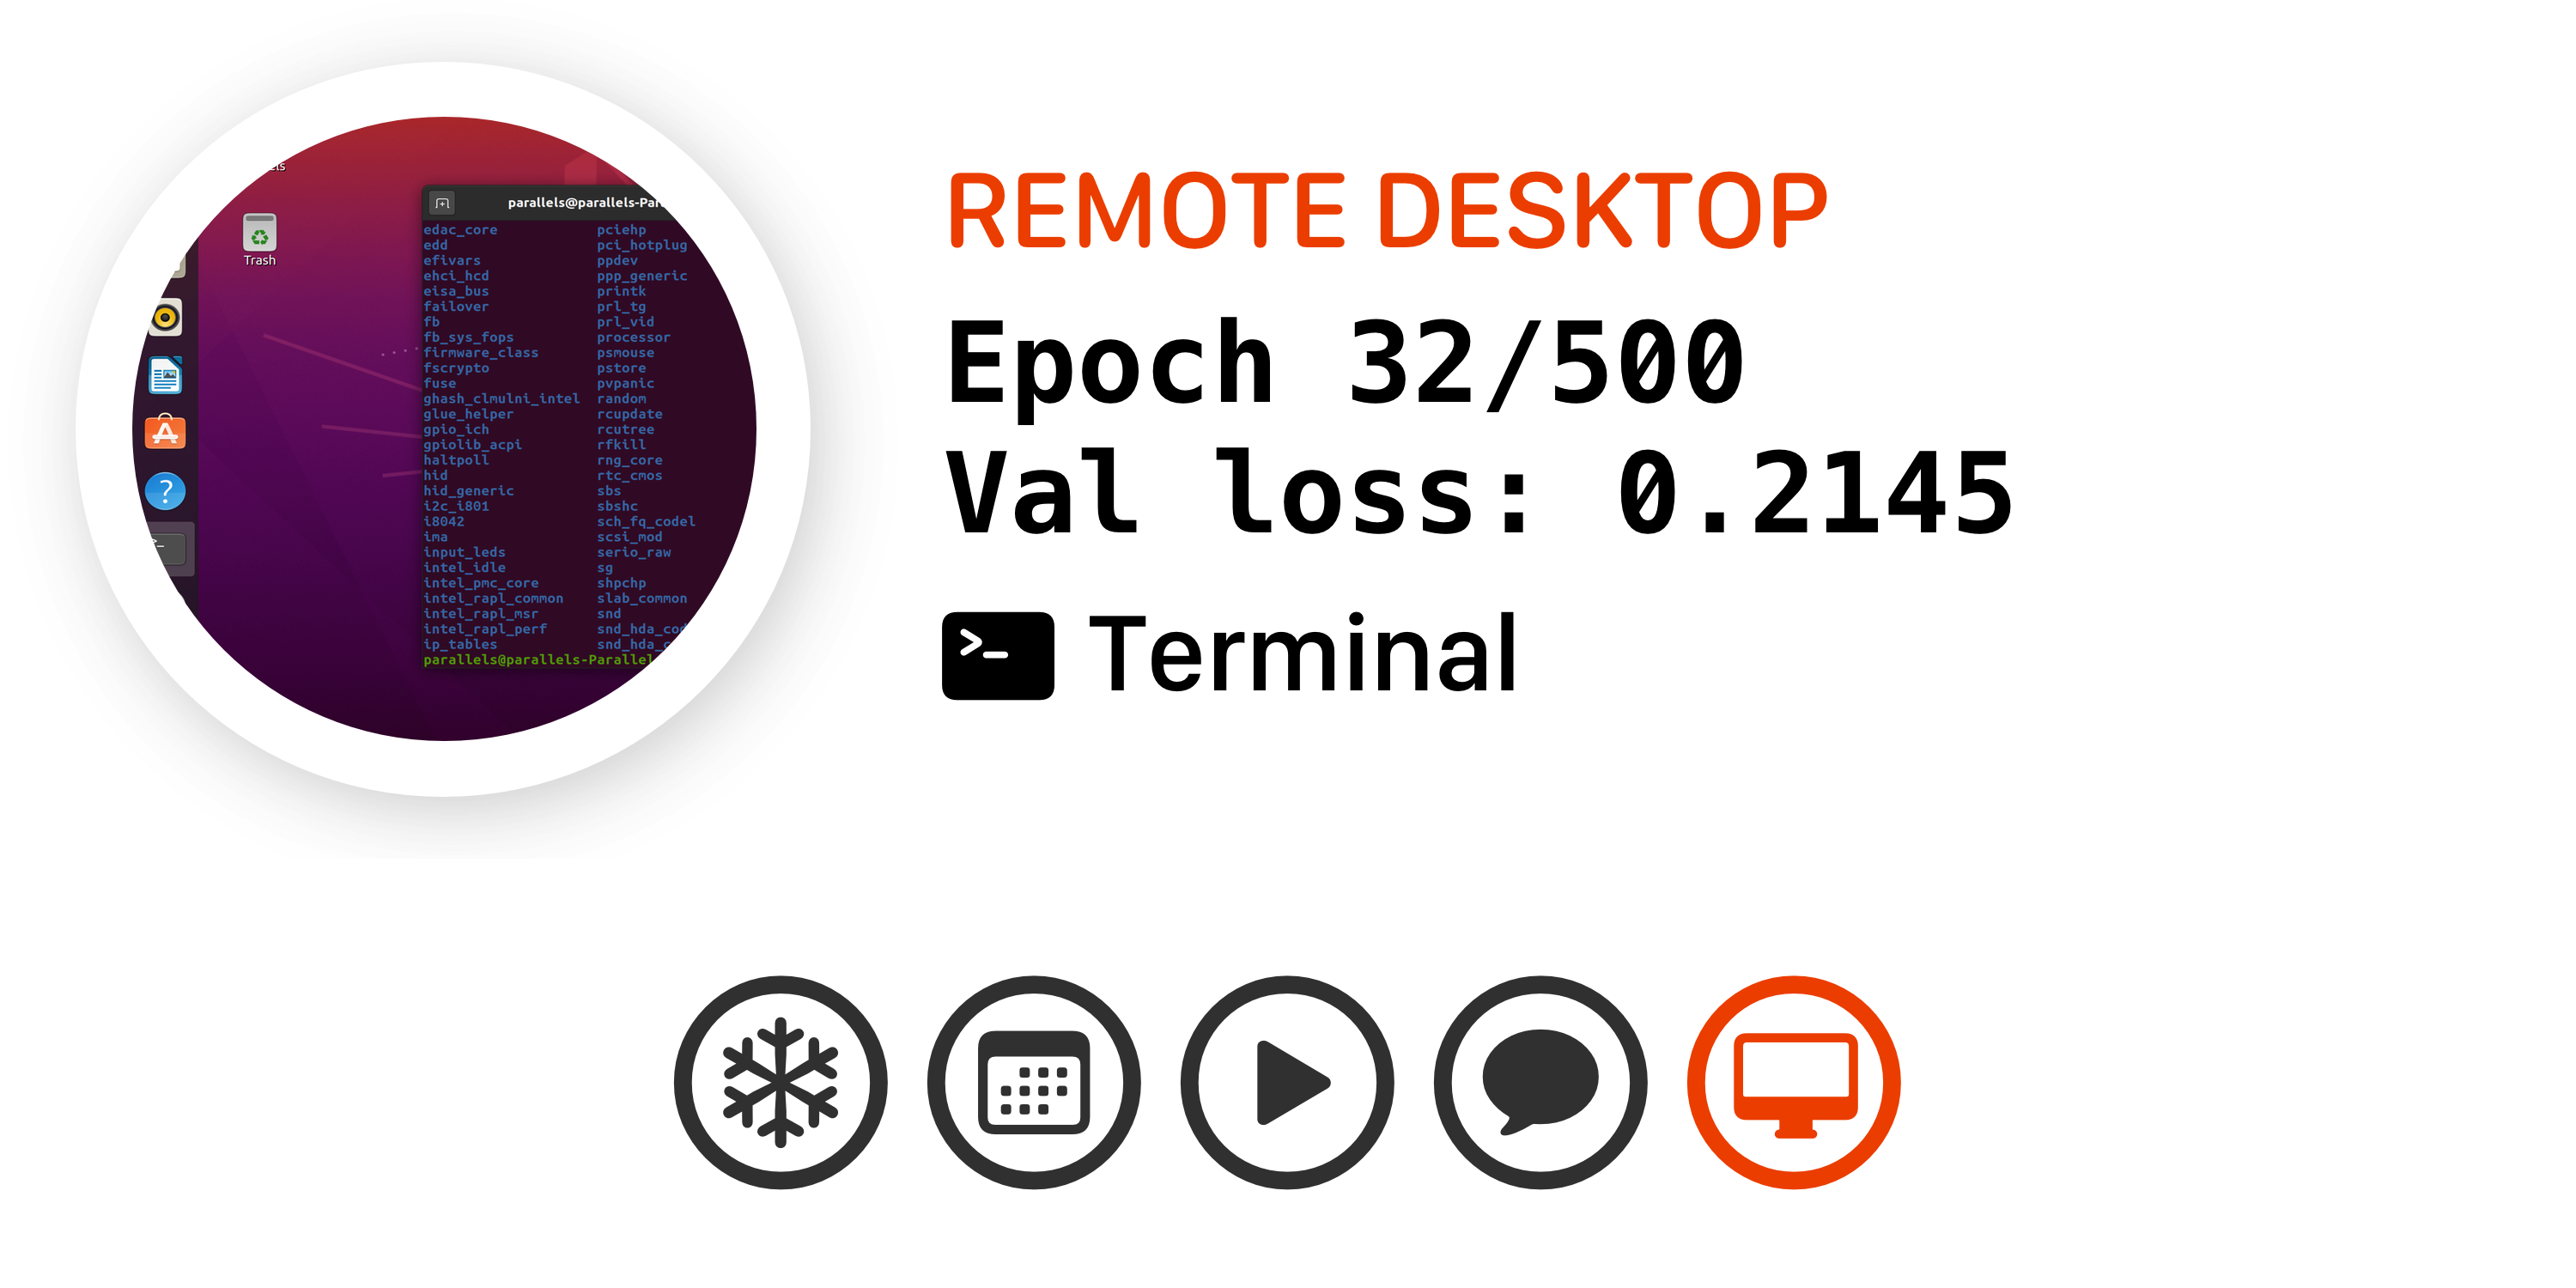 REMOTE DESKTOP
Epoch 32/500
Val loss: 0.2145
>_ Terminal
Trash
parallels@parallels-Par
edac_core pciehp
edd pci_hotplug
efivars ppdev
ehci_hcd ppp_generic
eisa_bus printk
failover prl_tg
fb prl_vid
fb_sys_fops processor
firmware_class psmouse
fscrypto pstore
fuse pvpanic
ghash_clmulni_intel random
glue_helper rcupdate
gpio_ich rcutree
gpiolib_acpi rfkill
haltpoll rng_core
hid rtc_cmos
hid_generic sbs
i2c_i801 sbshc
i8042 sch_fq_codel
ima scsi_mod
input_leds serio_raw
intel_idle sg
intel_pmc_core shpchp
intel_rapl_common slab_common
intel_rapl_msr snd
intel_rapl_perf snd_hda_cod
ip_tables snd_hda_c
parallels@parallels-Parallel